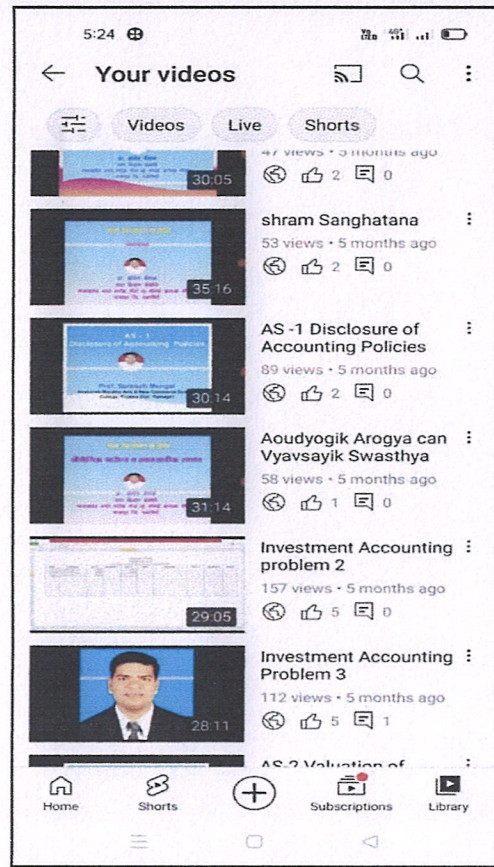 5:24
Your videos
Videos Live Shorts
47 views • 5 months ago
30:05
2 0
shram Sanghatana
53 views • 5 months ago
35:16
2 0
AS - 1
Disclosure of Accounting Policies
Prof.
30:14
AS -1 Disclosure of
Accounting Policies
89 views • 5 months ago
2 0
Aoudyogik Arogya can
Vyavsayik Swasthya
58 views • 5 months ago
31:14
1 0
Investment Accounting
problem 2
157 views • 5 months ago
29:05
5 0
Investment Accounting
Problem 3
112 views • 5 months ago
28:11
5 1
AS-2 Valuation of
Home Shorts Subscriptions Library